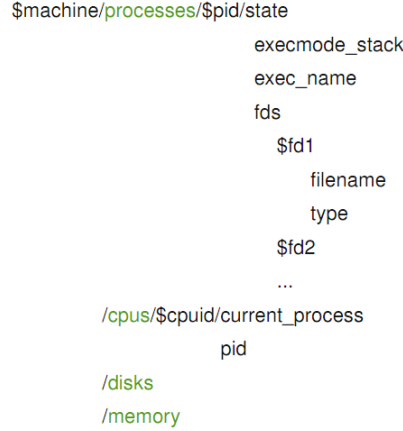 $machine/processes/$pid/state
execmode_stack
exec_name
fds
$fd1
filename
type
$fd2
...
/cpus/$cpuid/current_process
pid
/disks
/memory